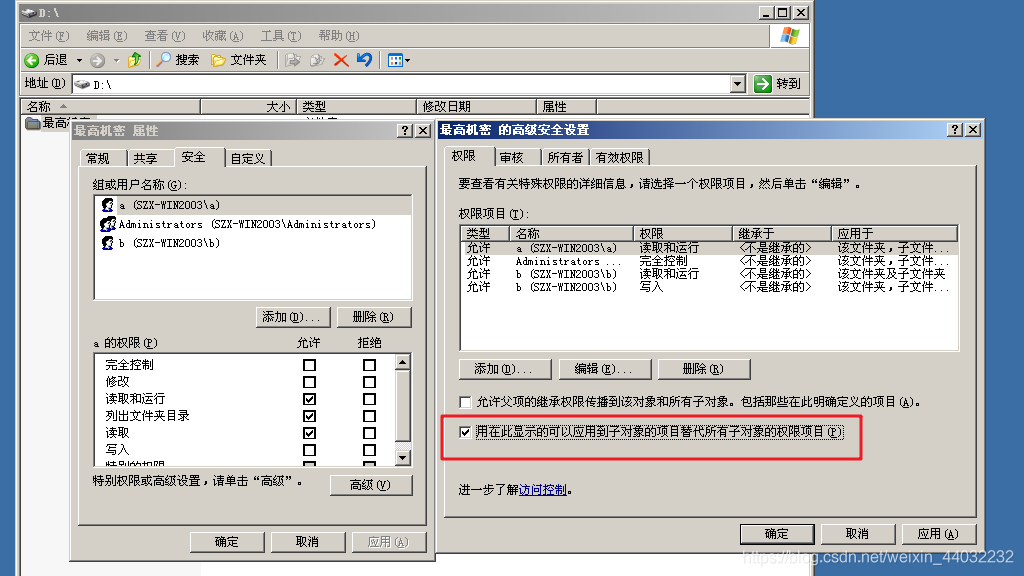 D:\
文件(F) 编辑(E) 查看(V) 收藏(A) 工具(T) 帮助(H)
后退 搜索 文件夹
地址(D) D:\ 转到
名称 大小 类型 修改日期 属性
最高机密 属性
常规 共享 安全 自定义
组或用户名称(G):
a (SZX-WIN2003\a)
Administrators (SZX-WIN2003\Administrators)
b (SZX-WIN2003\b)
添加(D)... 删除(R)
a 的权限(P) 允许 拒绝
完全控制
修改
读取和运行
列出文件夹目录
读取
写入
特别的权限
特别权限或高级设置，请单击“高级”。
高级(V)
确定 取消 应用(A)
最高机密 的高级安全设置
权限 审核 所有者 有效权限
要查看有关特殊权限的详细信息，请选择一个权限项目，然后单击“编辑”。
权限项目(T):
类型 名称 权限 继承于 应用于
允许 a (SZX-WIN2003\a) 读取和运行 <不是继承的> 该文件夹，子文件...
允许 Administrators ... 完全控制 <不是继承的> 该文件夹，子文件...
允许 b (SZX-WIN2003\b) 读取和运行 <不是继承的> 该文件夹及子文件夹
允许 b (SZX-WIN2003\b) 写入 <不是继承的> 该文件夹，子文件...
添加(D)... 编辑(E)... 删除(R)
允许父项的继承权限传播到该对象和所有子对象。包括那些在此明确定义的项目(A)。
用在此显示的可以应用到子对象的项目替代所有子对象的权限项目(P)
进一步了解访问控制。
确定 取消 应用(A)
https://blog.csdn.net/weixin_44032232